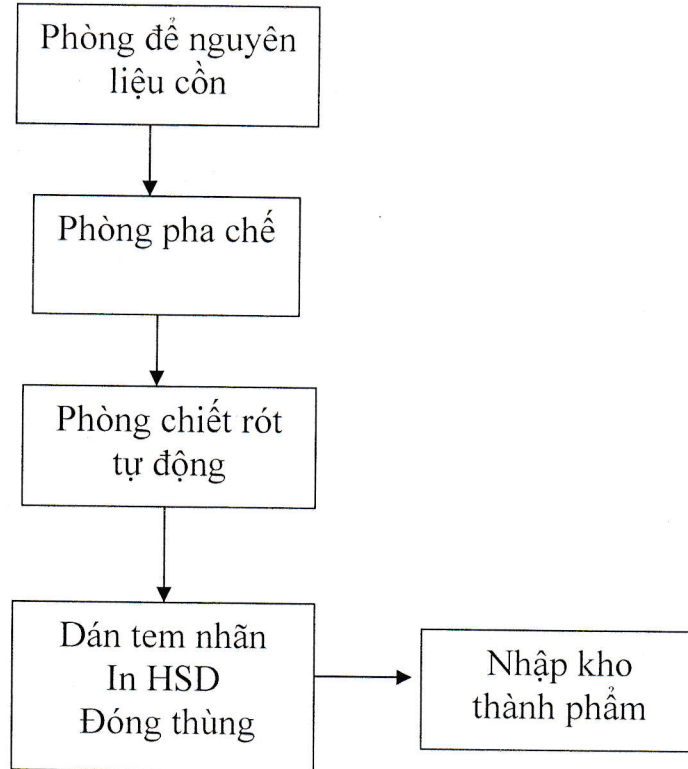 Phòng để nguyên
liệu cồn
Phòng pha chế
Phòng chiết rót
tự động
Dán tem nhãn
In HSD
Đóng thùng
Nhập kho
thành phẩm